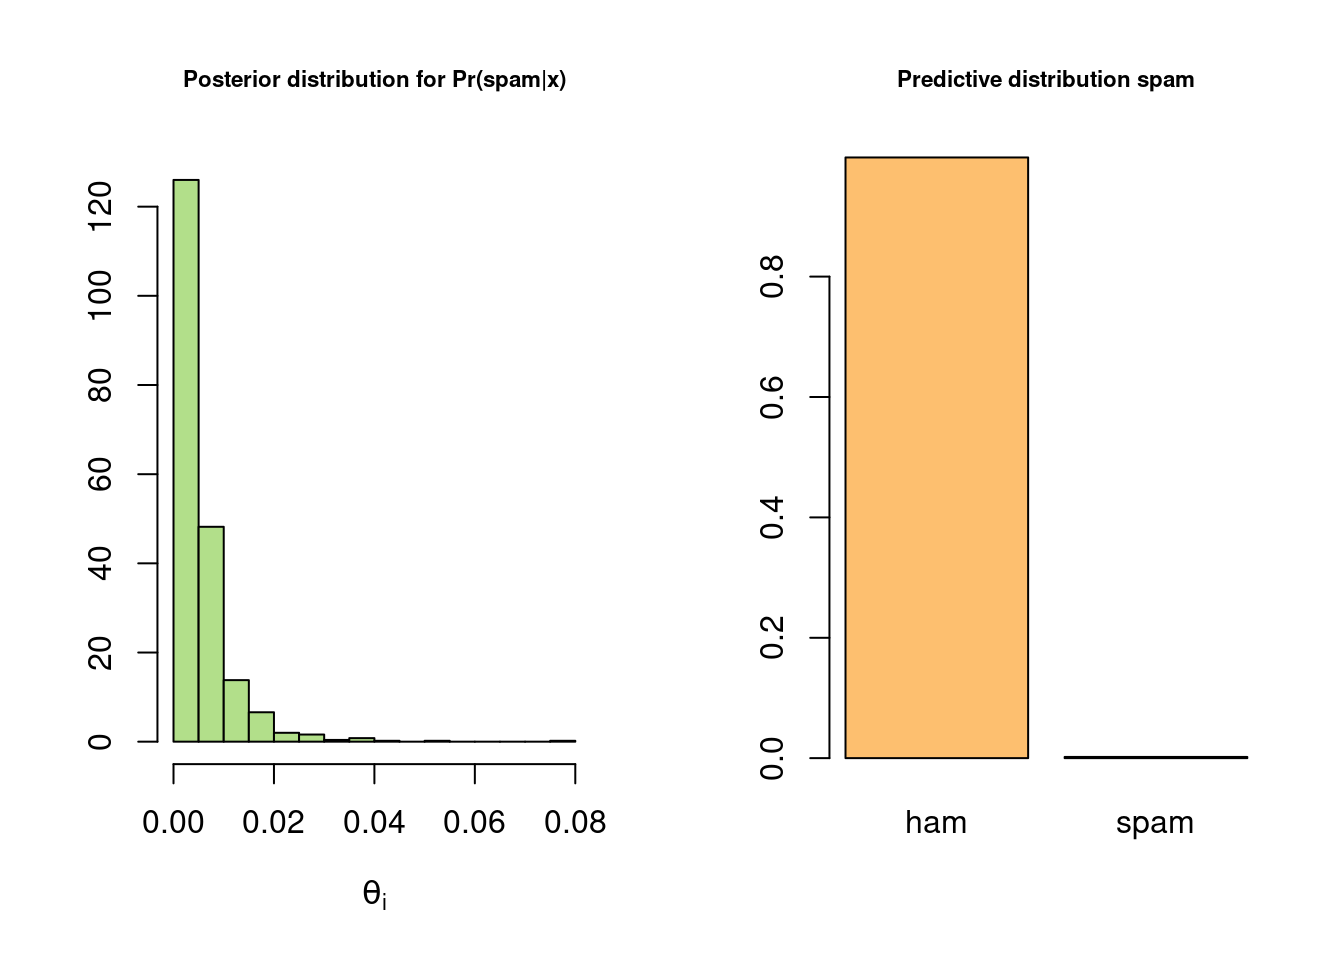 Posterior distribution for Pr(spam|x)
120
100
80
60
40
20
0
0.00 0.02 0.04 0.06 0.08
θi
Predictive distribution spam
0.8
0.6
0.4
0.2
0.0
ham spam